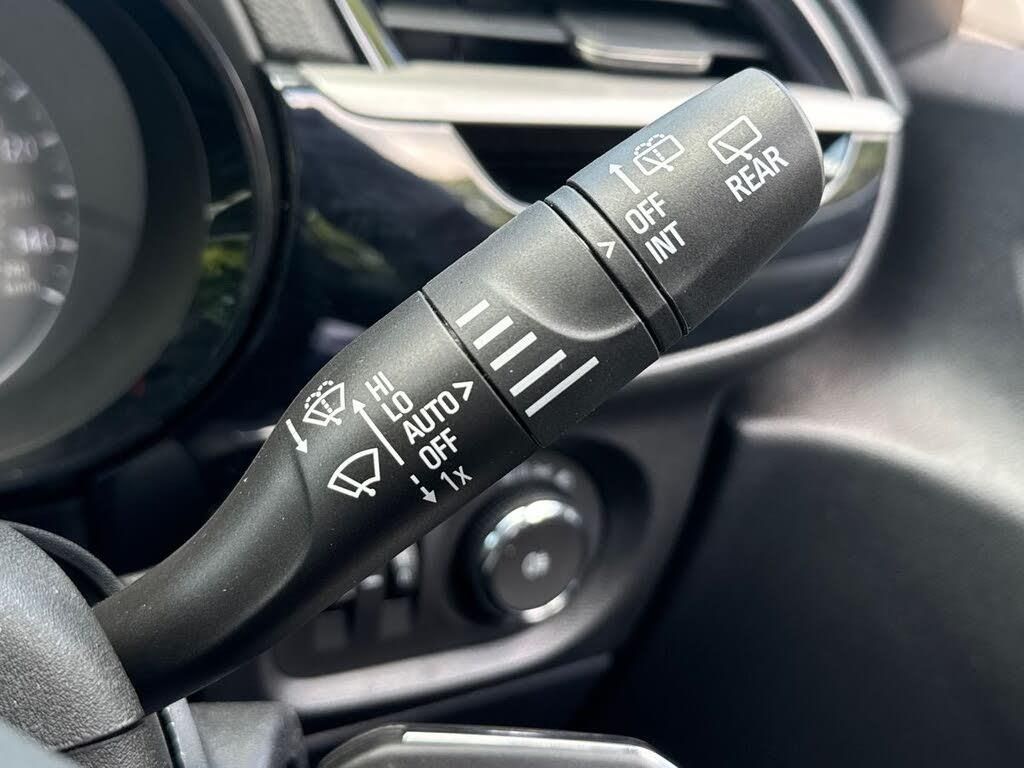 REAR
OFF
INT
>
HI
LO
AUTO >
OFF
1x